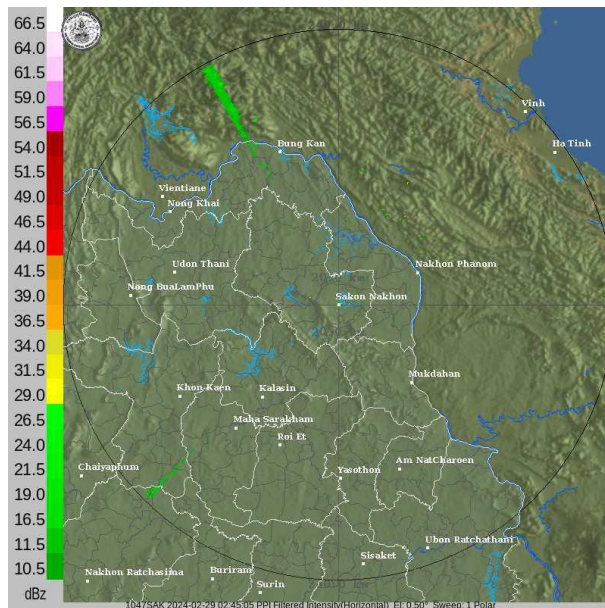 66.5
64.0
61.5
59.0
56.5
54.0
51.5
49.0
46.5
44.0
41.5
39.0
36.5
34.0
31.5
29.0
26.5
24.0
21.5
19.0
16.5
13.5
11.5
10.5
dBz
Vinh
Ha Tinh
Bung Kan
Vientiane
Nong Khai
Udon Thani
Nakhon Phanom
Nong BuaLamPhu
Sakon Nakhon
Mukdahan
Khon Kaen
Kalasin
Maha Sarakham
Roi Et
Chaiyaphum
Yasothon
Am NatCharoen
Ubon Ratchathani
Sisaket
Nakhon Ratchasima
Buriram
Surin
1047SAK 2024-02-29 02:45:05 PPI Filtered Intensity(Horizontal) El: 0.50° Sweep: 1 Polar